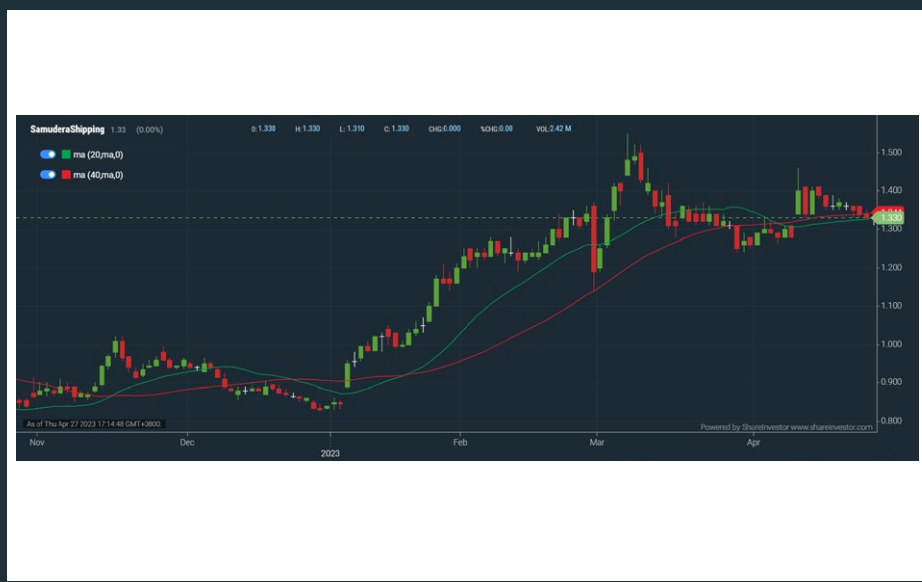 SamuderaShipping 1.33 (0.00%) O: 1.330 H: 1.330 L: 1.310 C: 1.330 CHG:0.000 %CHG:0.00 VOL:2.42 M
ma (20,ma,0)
ma (40,ma,0)
1.500
1.400
1.330
1.300
1.200
1.100
1.000
0.900
0.800
As of Thu Apr 27 2023 17:14:48 GMT+0800.
Powered by ShareInvestor www.shareinvestor.com
Nov Dec Feb Mar Apr
2023